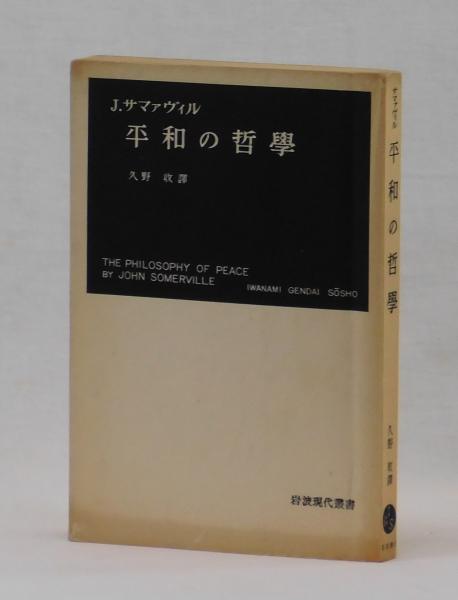 J.サマァヴィル
平和の哲學
久野 收譯
THE PHILOSOPHY OF PEACE
BY JOHN SOMERVILLE
IWANAMI GENDAI SŌSHO
岩波現代叢書
サマァヴィル
平和の哲學
久野 收譯